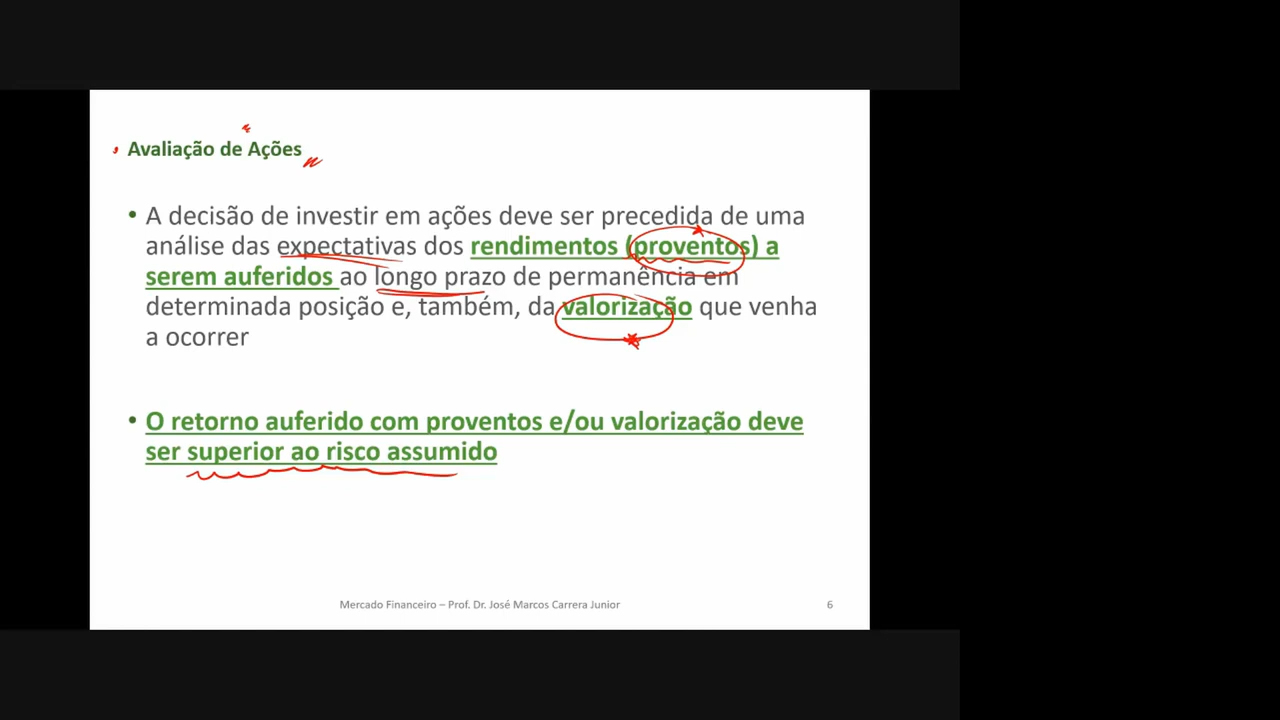 Avaliação de Ações
• A decisão de investir em ações deve ser precedida de uma
análise das expectativas dos rendimentos (proventos) a
serem auferidos ao longo prazo de permanência em
determinada posição e, também, da valorização que venha
a ocorrer
• O retorno auferido com proventos e/ou valorização deve
ser superior ao risco assumido
Mercado Financeiro – Prof. Dr. José Marcos Carrera Junior
6